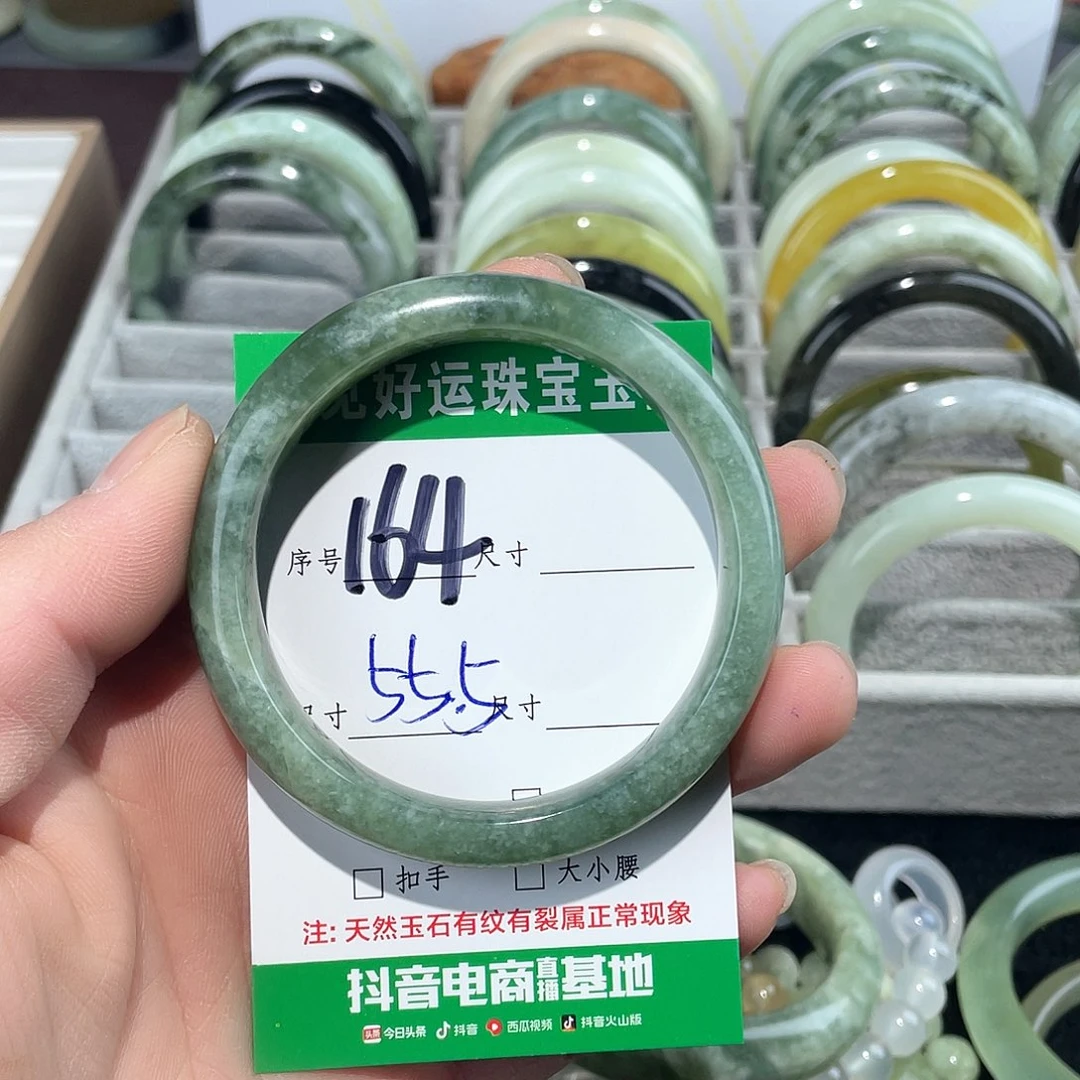 好运珠宝玉
序号 164 尺寸
55.5
尺寸 尺寸
扣手 大小腰
注: 天然玉石有纹有裂属正常现象
抖音电商直播基地
头条 今日头条 抖音 西瓜视频 抖音火山版